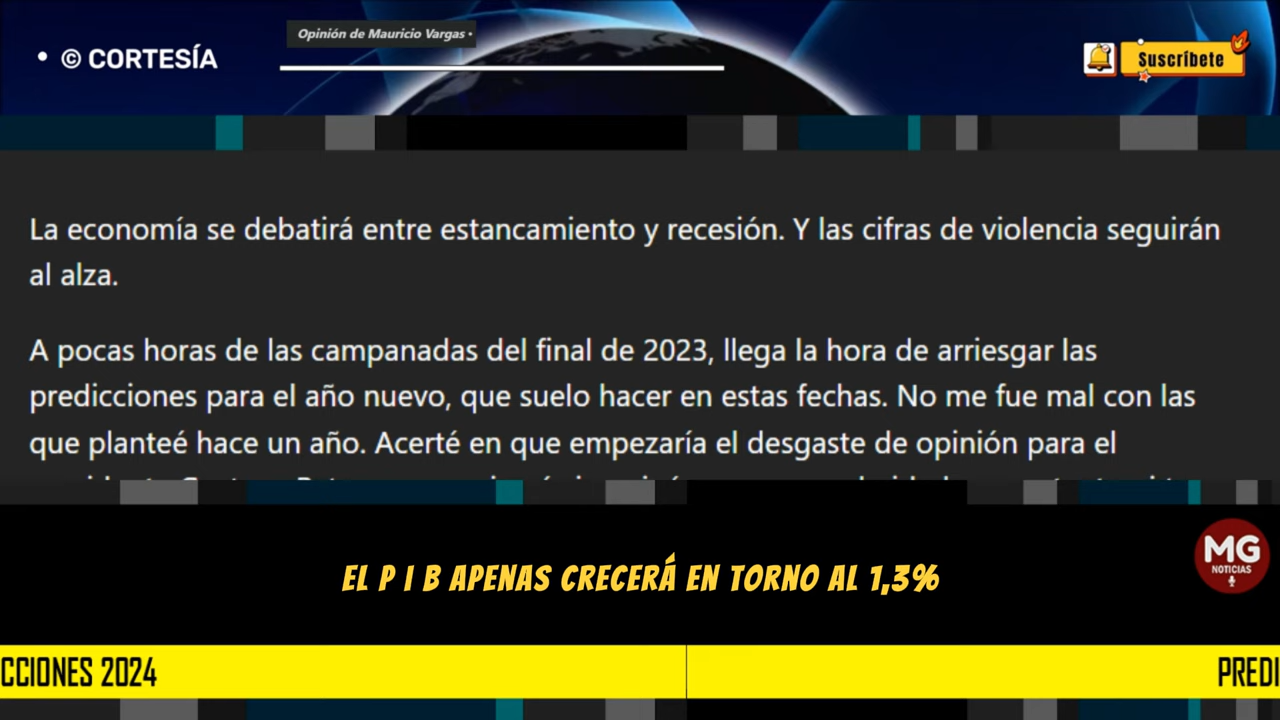 Opinión de Mauricio Vargas •
• © CORTESÍA
Suscríbete
La economía se debatirá entre estancamiento y recesión. Y las cifras de violencia seguirán
al alza.
A pocas horas de las campanadas del final de 2023, llega la hora de arriesgar las
predicciones para el año nuevo, que suelo hacer en estas fechas. No me fue mal con las
que planteé hace un año. Acerté en que empezaría el desgaste de opinión para el
EL P I B APENAS CRECERÁ EN TORNO AL 1,3%
MG
NOTICIAS
CCIONES 2024
PREDI